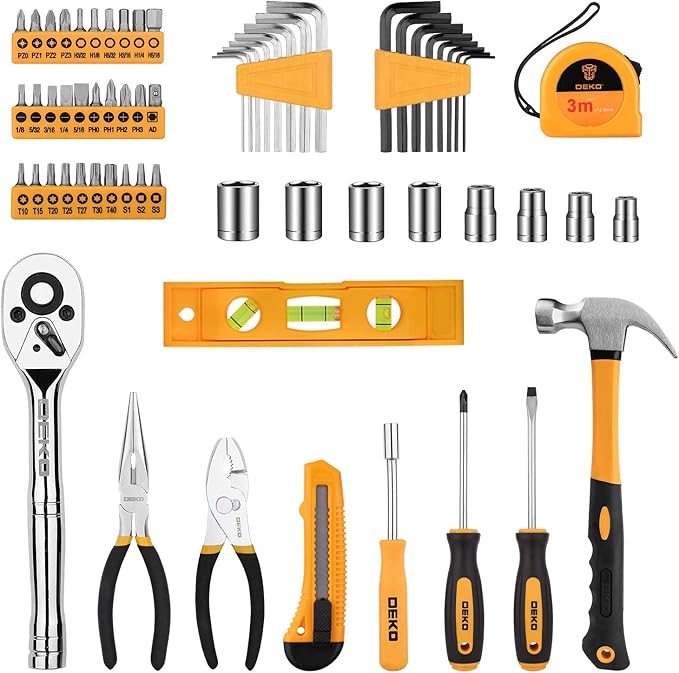 PZ0 PZ1 PZ2 PZ3 H3/32 H1/8 H5/32 H3/16 H1/4 H5/16
1/8 5/32 3/16 1/4 5/16 PH0 PH1 PH2 PH3 AD
T10 T15 T20 T25 T27 T30 T40 S1 S2 S3
DEKO
3m
DEKO
DEKO
DEKO
DEKO